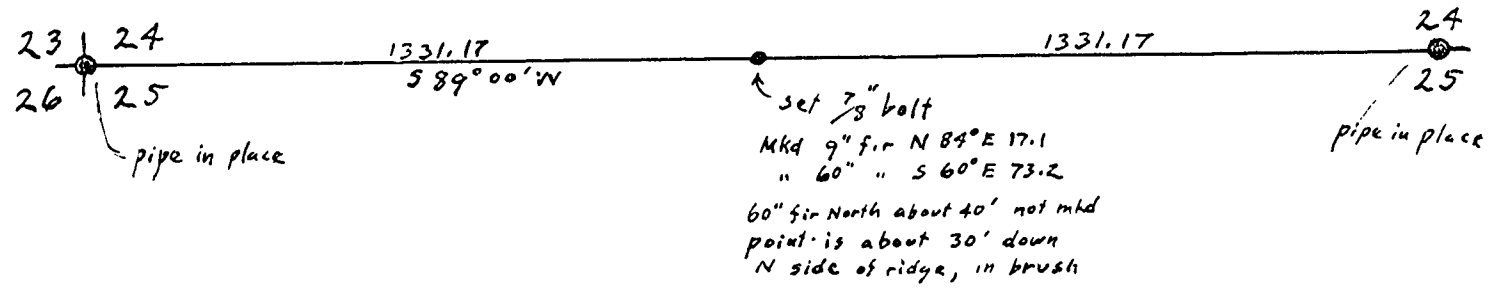 23 24
26 25
pipe in place
1331.17
S 89° 00' W
set 7/8" bolt
Mkd 9" fir N 84° E 17.1
" 60" " S 60° E 73.2
60" fir North about 40' not mkd
point is about 30' down
N side of ridge, in brush
1331.17
24
25
pipe in place